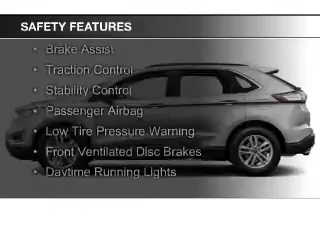 SAFETY FEATURES
• Brake Assist
• Traction Control
• Stability Control
• Passenger Airbag
• Low Tire Pressure Warning
• Front Ventilated Disc Brakes
• Daytime Running Lights